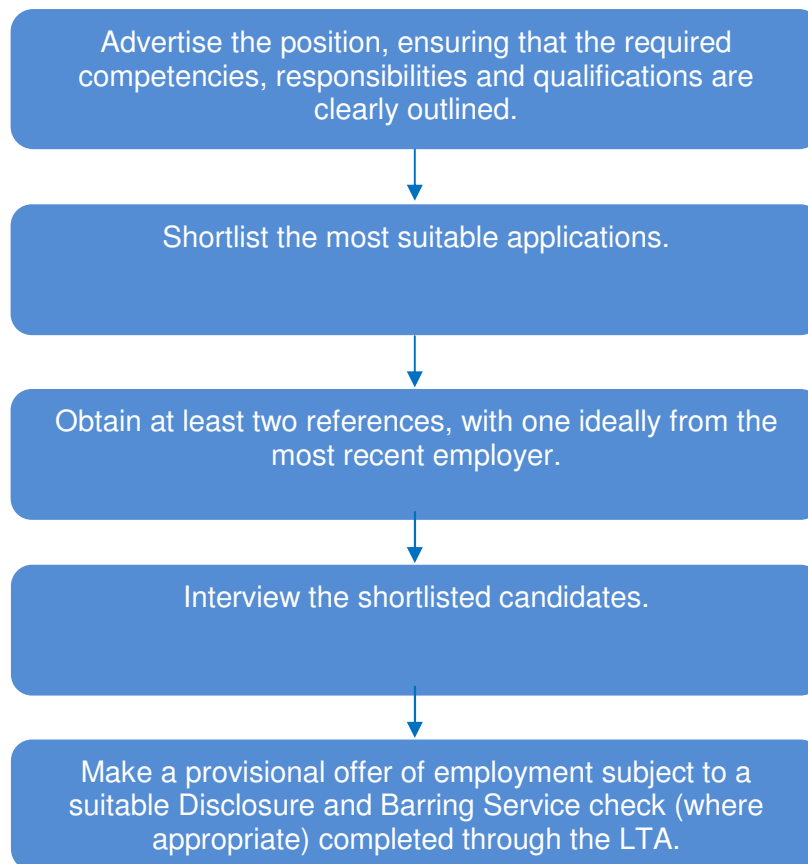 Advertise the position, ensuring that the required
competencies, responsibilities and qualifications are
clearly outlined.
Shortlist the most suitable applications.
Obtain at least two references, with one ideally from the
most recent employer.
Interview the shortlisted candidates.
Make a provisional offer of employment subject to a
suitable Disclosure and Barring Service check (where
appropriate) completed through the LTA.